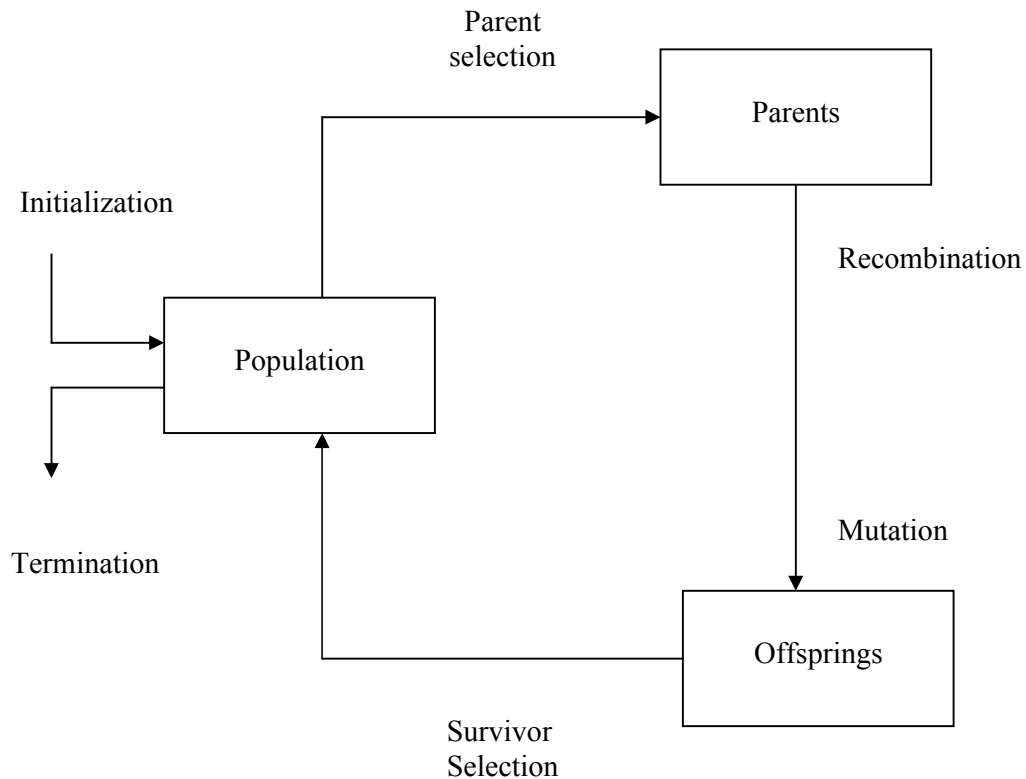 Parent
selection
Parents
Initialization
Recombination
Population
Mutation
Termination
Offsprings
Survivor
Selection